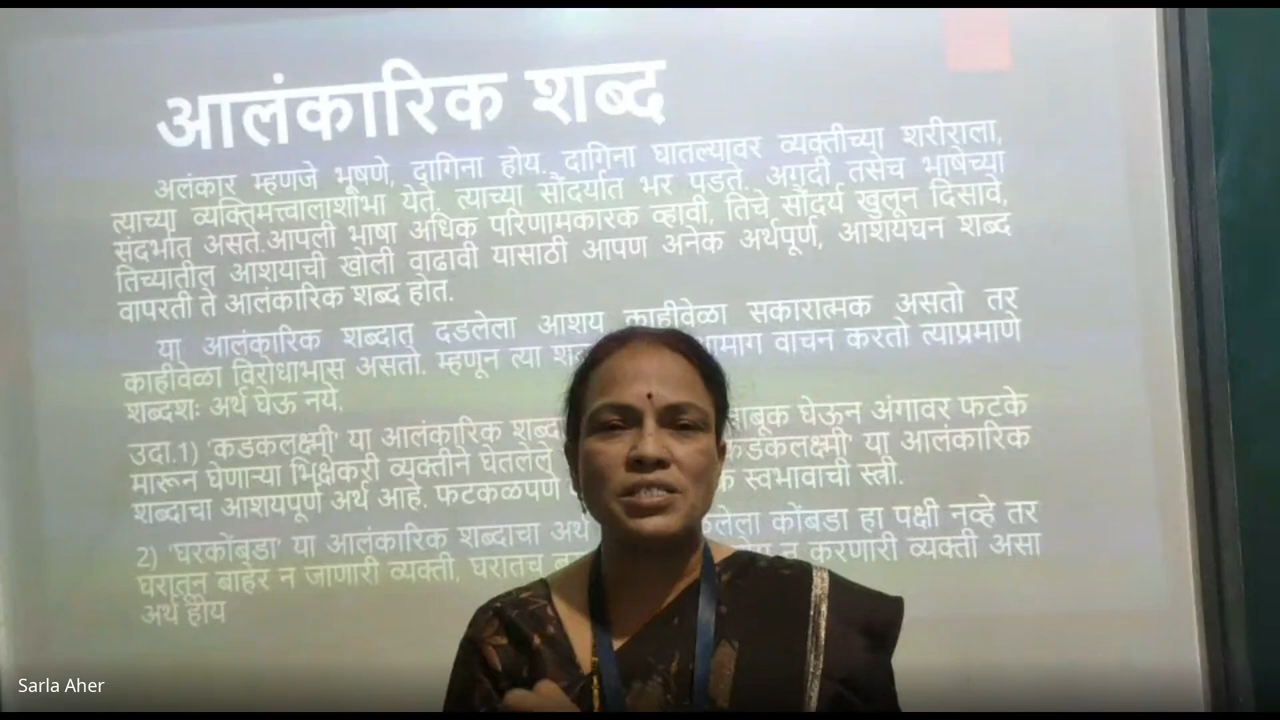 आलंकारिक शब्द
अलंकार म्हणजे भूषणे, दागिना होय. दागिना घातल्यावर व्यक्तीच्या शरीराला,
त्याच्या व्यक्तिमत्त्वालाशोभा येते, त्याच्या सौंदर्यात भर पडते. अगदी तसेच भाषेच्या
संदर्भात असते.आपली भाषा अधिक परिणामकारक व्हावी, तिचे सौंदर्य खुलून दिसावे,
तिच्यातील आशयाची खोली वाढावी यासाठी आपण अनेक अर्थपूर्ण, आशयघन शब्द
वापरती ते आलंकारिक शब्द होत.
या आलंकारिक शब्दात दडलेला आशय काहीवेळा सकारात्मक असतो तर
काहीवेळा विरोधाभास असतो. म्हणून त्या वाचन करतो त्याप्रमाणे
शब्दशः अर्थ घेऊ नये.
उदा.1) 'कडकलक्ष्मी' या आलंकारिक घेऊन अंगावर फटके
मारून घेणाऱ्या भिक्षेकरी व्यक्तीने घेतलेले कडकलक्ष्मी' या आलंकारिक
शब्दाचा आशयपूर्ण अर्थ आहे. फटकळपणे स्वभावाची स्त्री.
2) 'घरकोंबडा' या आलंकारिक शब्दाचा अर्थ कोंबडा हा पक्षी नव्हे तर
घरातून बाहेर न जाणारी व्यक्ती, घरातच करणारी व्यक्ती असा
अर्थ होय
Sarla Aher